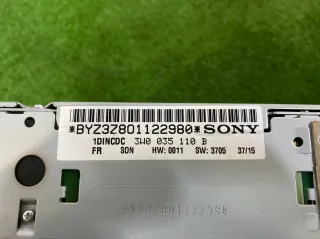 *BYZ3Z801122980* SONY
1DINCDC 3W0 035 110 B
FR SON HW: 0011 SW: 3705 37/15